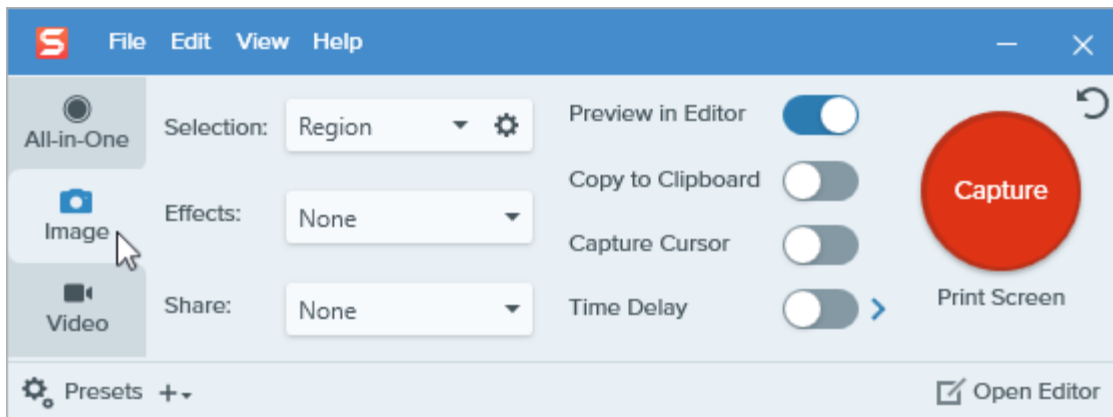 File Edit View Help
All-in-One
Image
Video
Selection: Region
Effects: None
Share: None
Preview in Editor
Copy to Clipboard
Capture Cursor
Time Delay
Capture
Print Screen
Presets
Open Editor